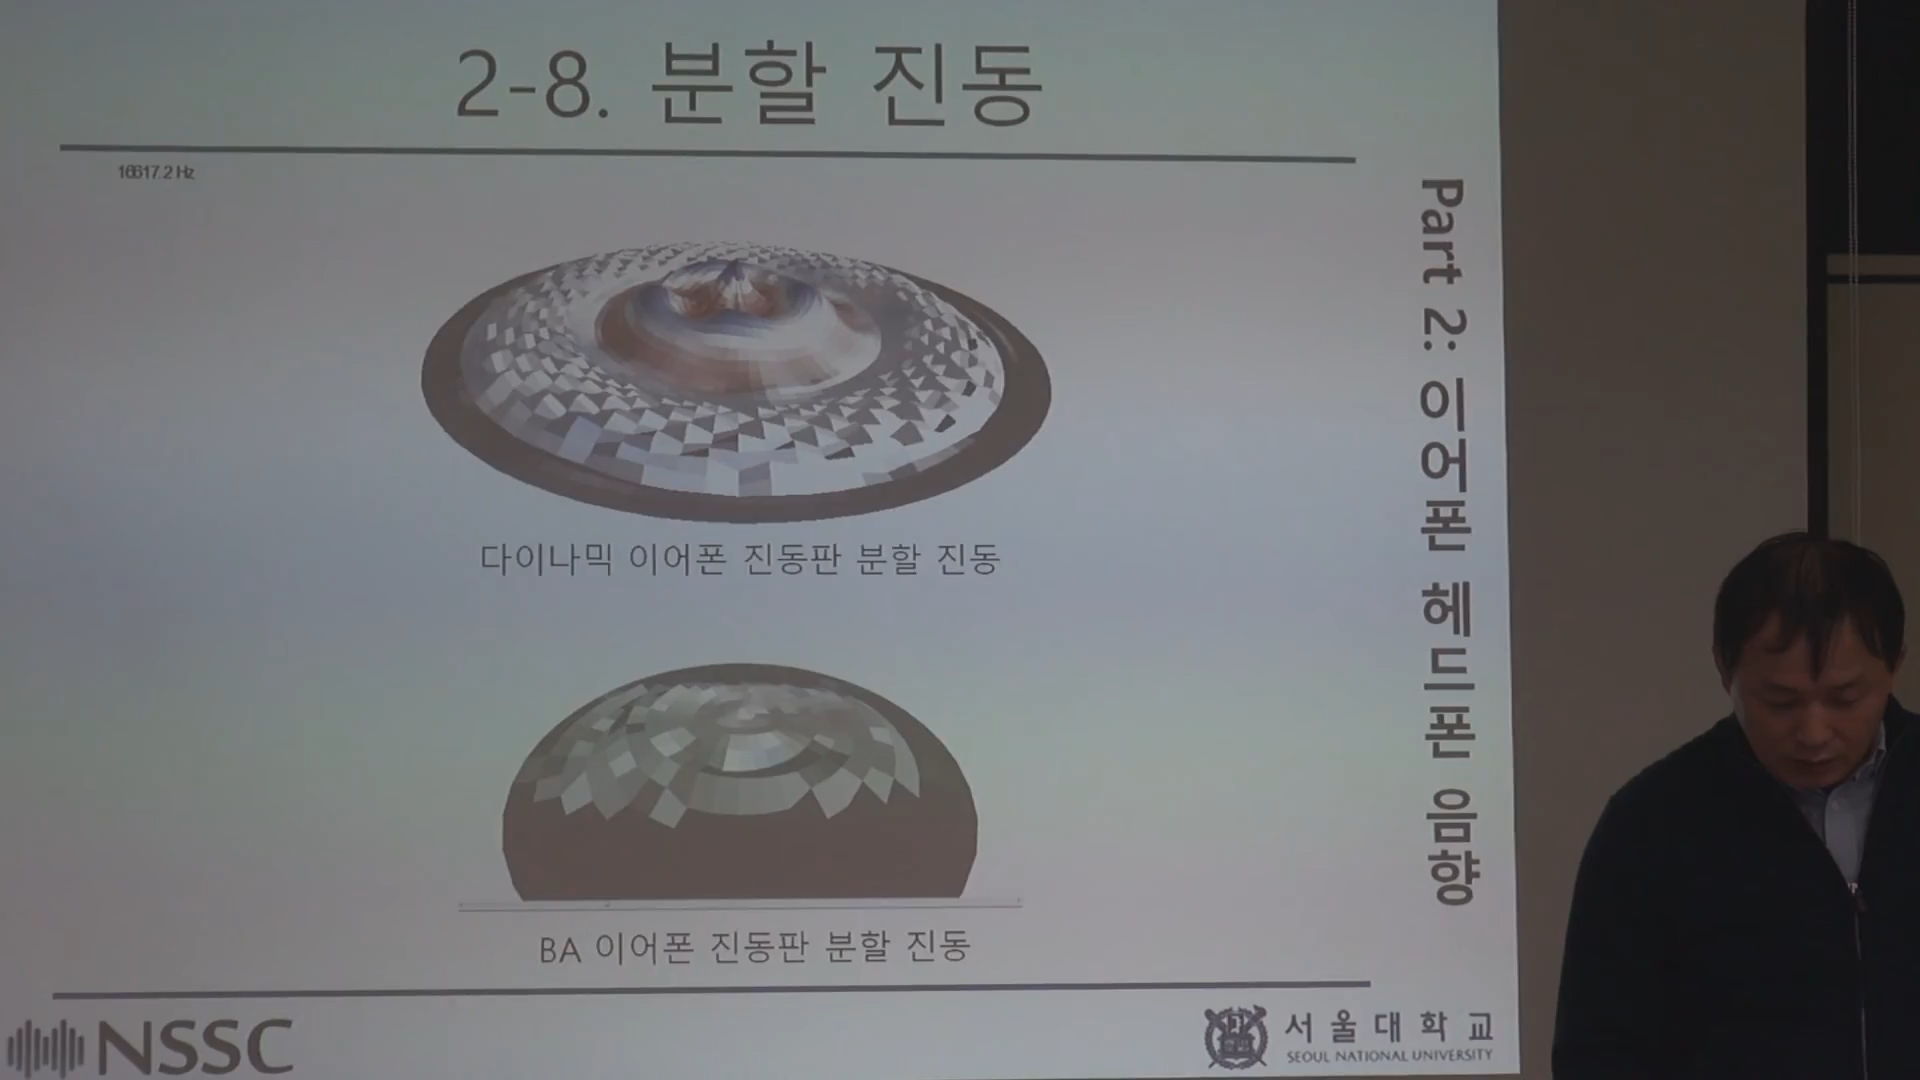 2-8. 분할 진동
16617.2 Hz
다이나믹 이어폰 진동판 분할 진동
BA 이어폰 진동판 분할 진동
Part 2: 이어폰 헤드폰 음향
NSSC
서울대학교
SEOUL NATIONAL UNIVERSITY